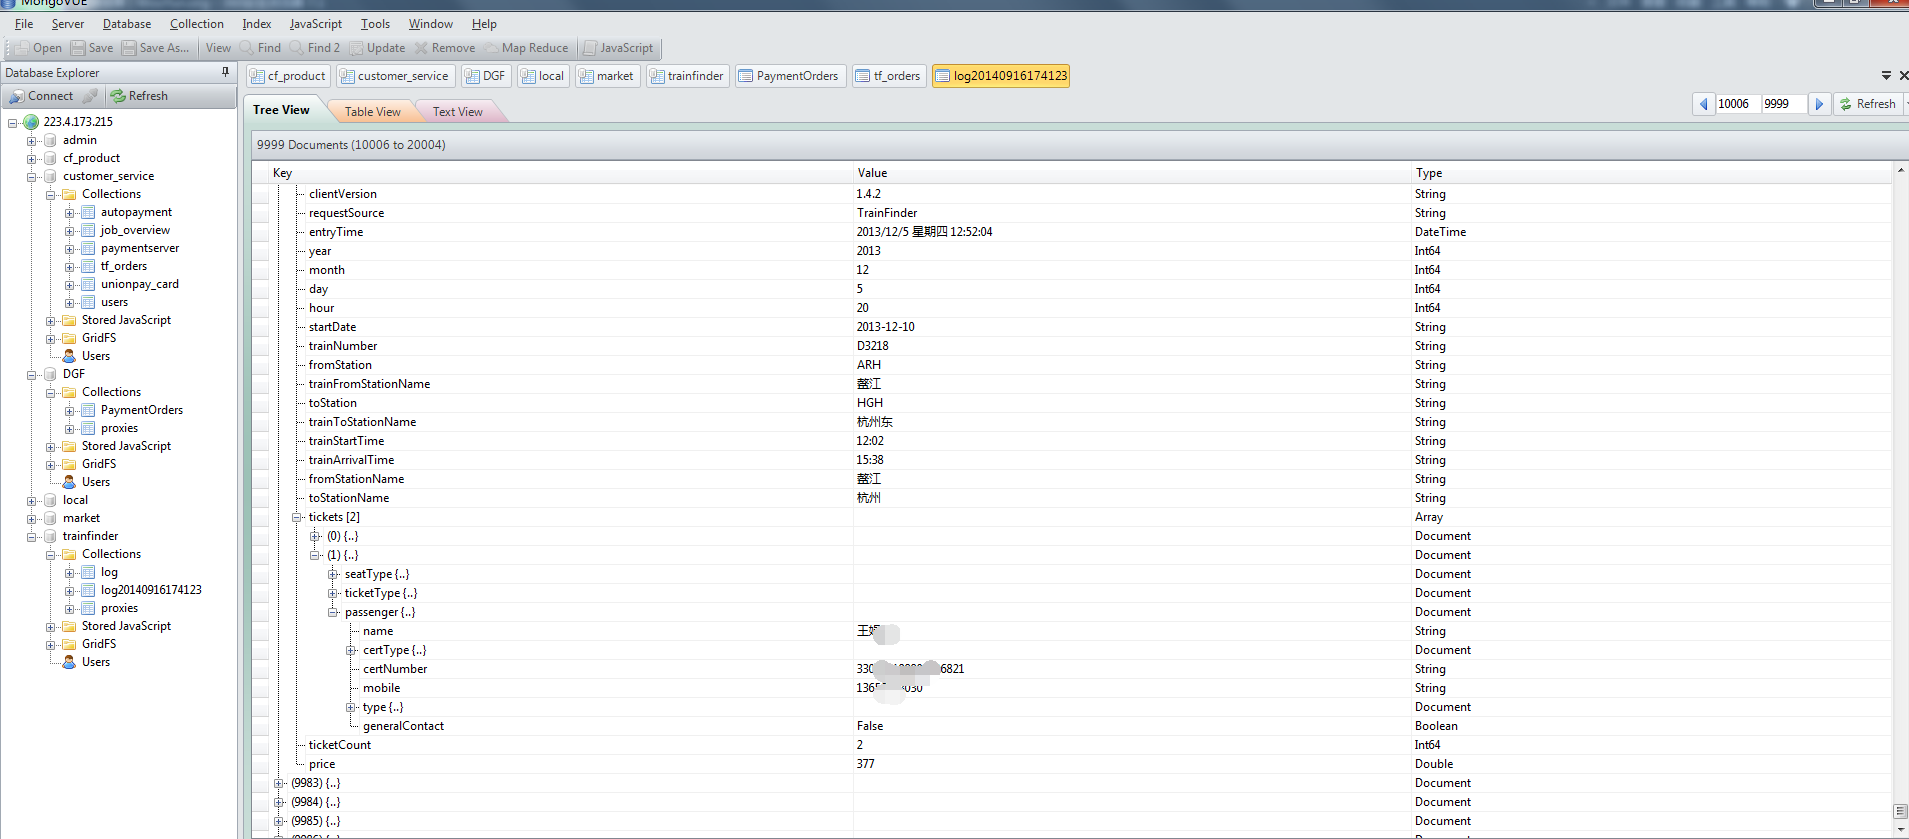 MongoVUE
File Server Database Collection Index JavaScript Tools Window Help
Open Save Save As... View Find Find 2 Update Remove Map Reduce JavaScript
Database Explorer
Connect Refresh
223.4.173.215
admin
cf_product
customer_service
Collections
autopayment
job_overview
paymentserver
tf_orders
unionpay_card
users
Stored JavaScript
GridFS
Users
DGF
Collections
PaymentOrders
proxies
Stored JavaScript
GridFS
Users
local
market
trainfinder
Collections
log
log20140916174123
proxies
Stored JavaScript
GridFS
Users
cf_product customer_service DGF local market trainfinder PaymentOrders tf_orders log20140916174123
Tree View Table View Text View
10006 9999 Refresh
9999 Documents (10006 to 20004)
Key Value Type
clientVersion 1.4.2 String
requestSource TrainFinder String
entryTime 2013/12/5 星期四 12:52:04 DateTime
year 2013 Int64
month 12 Int64
day 5 Int64
hour 20 Int64
startDate 2013-12-10 String
trainNumber D3218 String
fromStation ARH String
trainFromStationName 鳌江 String
toStation HGH String
trainToStationName 杭州东 String
trainStartTime 12:02 String
trainArrivalTime 15:38 String
fromStationName 鳌江 String
toStationName 杭州 String
tickets [2] Array
(0) {..} Document
(1) {..} Document
seatType {..} Document
ticketType {..} Document
passenger {..} Document
name 王 String
certType {..} Document
certNumber 330 6821 String
mobile 136 030 String
type {..} Document
generalContact False Boolean
ticketCount 2 Int64
price 377 Double
(9983) {..} Document
(9984) {..} Document
(9985) {..} Document